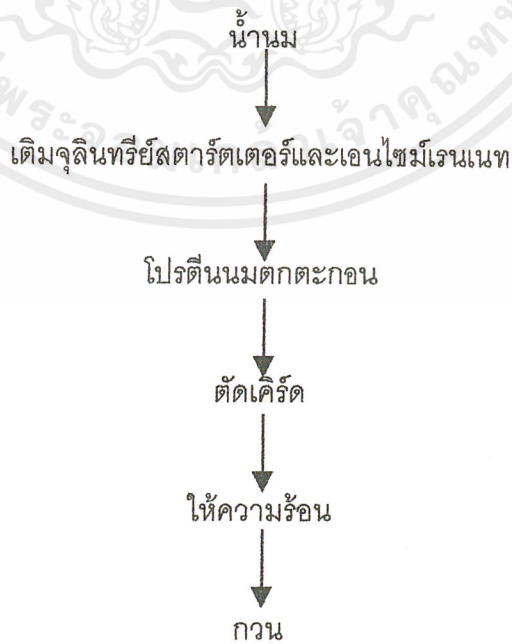 น้ำนม
เติมจุลินทรีย์สตาร์ตเตอร์และเอนไซม์เรนเนท
โปรตีนนมตกตะกอน
ตัดเคิร์ด
ให้ความร้อน
กวน